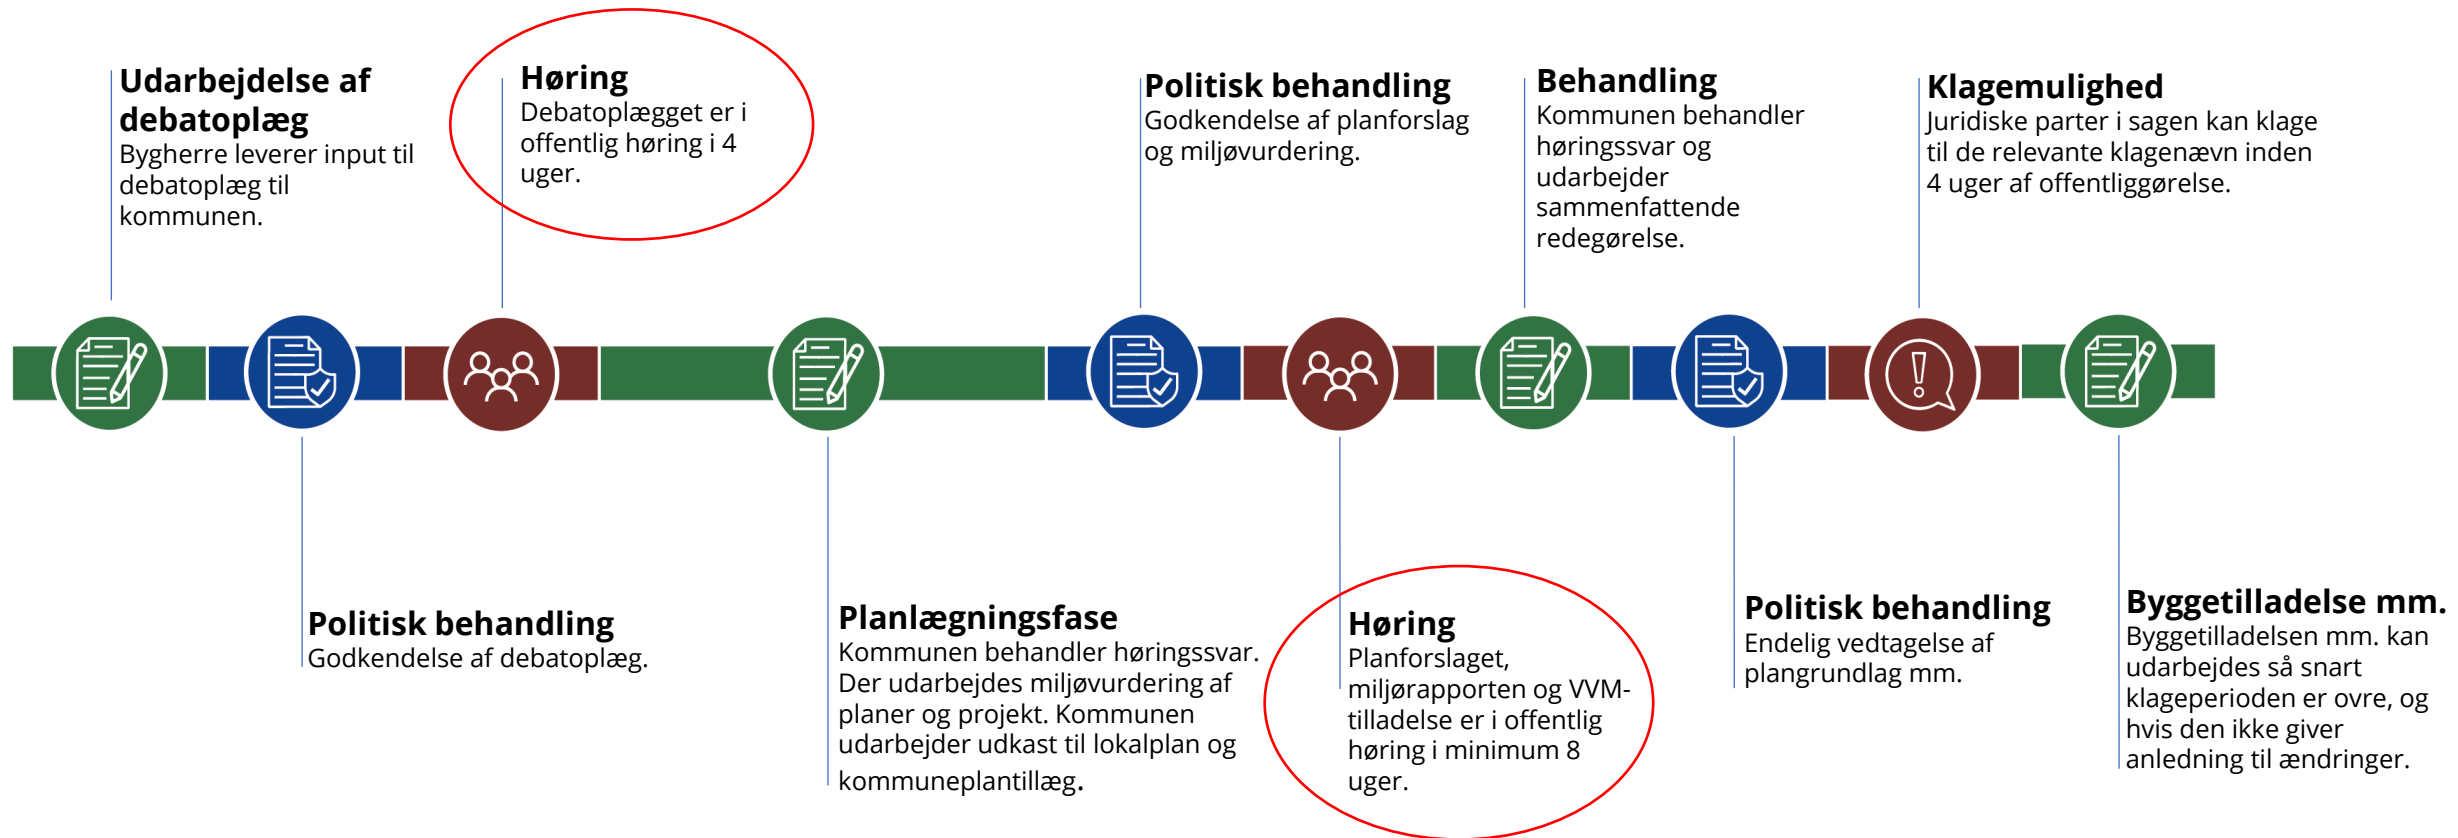 Udarbejdelse af
debatoplæg
Bygherre leverer input til
debatoplæg til
kommunen.
Politisk behandling
Godkendelse af debatoplæg.
Høring
Debatoplægget er i
offentlig høring i 4
uger.
Planlægningsfase
Kommunen behandler høringssvar.
Der udarbejdes miljøvurdering af
planer og projekt. Kommunen
udarbejder udkast til lokalplan og
kommuneplantillæg.
Politisk behandling
Godkendelse af planforslag
og miljøvurdering.
Høring
Planforslaget,
miljørapporten og VVM-
tilladelse er i offentlig
høring i minimum 8
uger.
Behandling
Kommunen behandler
høringssvar og
udarbejder
sammenfattende
redegørelse.
Politisk behandling
Endelig vedtagelse af
plangrundlag mm.
Klagemulighed
Juridiske parter i sagen kan klage
til de relevante klagenævn inden
4 uger af offentliggørelse.
Byggetilladelse mm.
Byggetilladelsen mm. kan
udarbejdes så snart
klageperioden er ovre, og
hvis den ikke giver
anledning til ændringer.